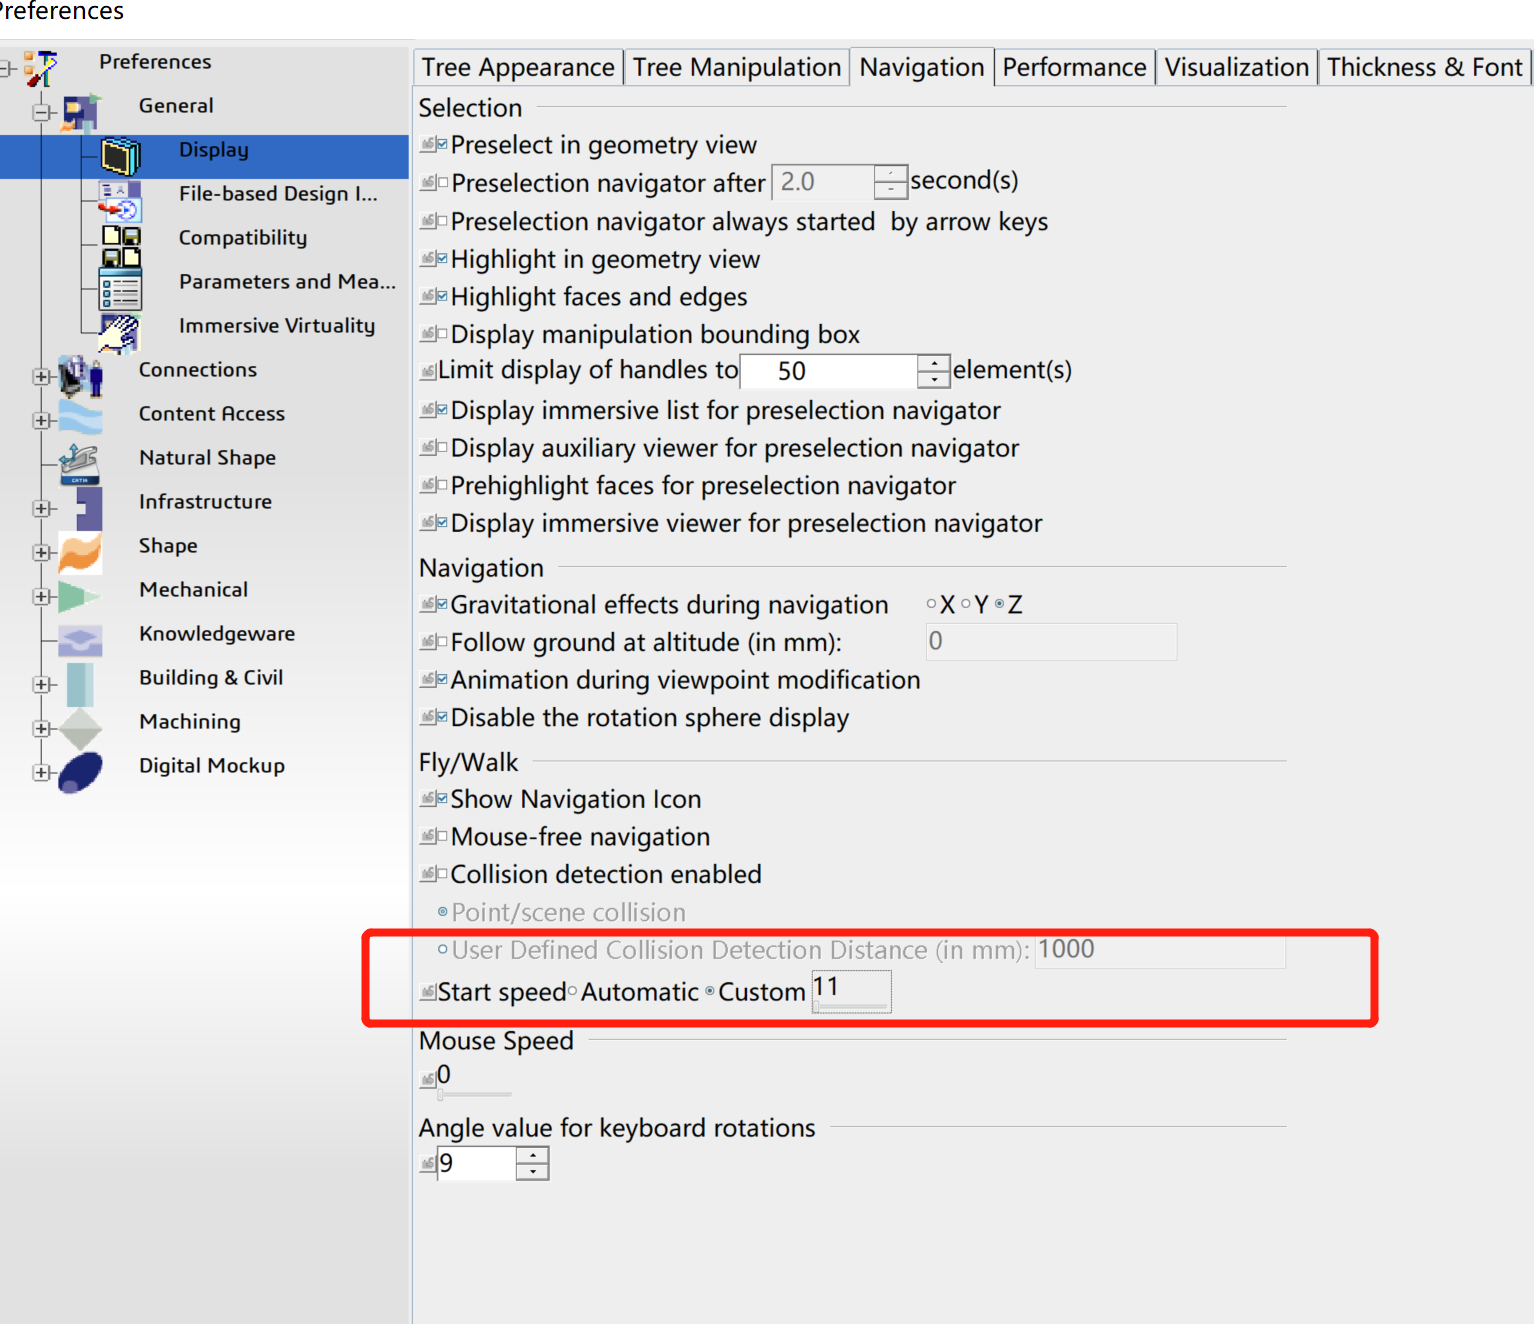 Preferences
Preferences
General
Display
File-based Design I...
Compatibility
Parameters and Mea...
Immersive Virtuality
Connections
Content Access
Natural Shape
Infrastructure
Shape
Mechanical
Knowledgeware
Building & Civil
Machining
Digital Mockup
Tree Appearance Tree Manipulation Navigation Performance Visualization Thickness & Font
Selection
Preselect in geometry view
Preselection navigator after 2.0 second(s)
Preselection navigator always started by arrow keys
Highlight in geometry view
Highlight faces and edges
Display manipulation bounding box
Limit display of handles to 50 element(s)
Display immersive list for preselection navigator
Display auxiliary viewer for preselection navigator
Prehighlight faces for preselection navigator
Display immersive viewer for preselection navigator
Navigation
Gravitational effects during navigation X Y Z
Follow ground at altitude (in mm): 0
Animation during viewpoint modification
Disable the rotation sphere display
Fly/Walk
Show Navigation Icon
Mouse-free navigation
Collision detection enabled
Point/scene collision
User Defined Collision Detection Distance (in mm): 1000
Start speed Automatic Custom 11
Mouse Speed
0
Angle value for keyboard rotations
9